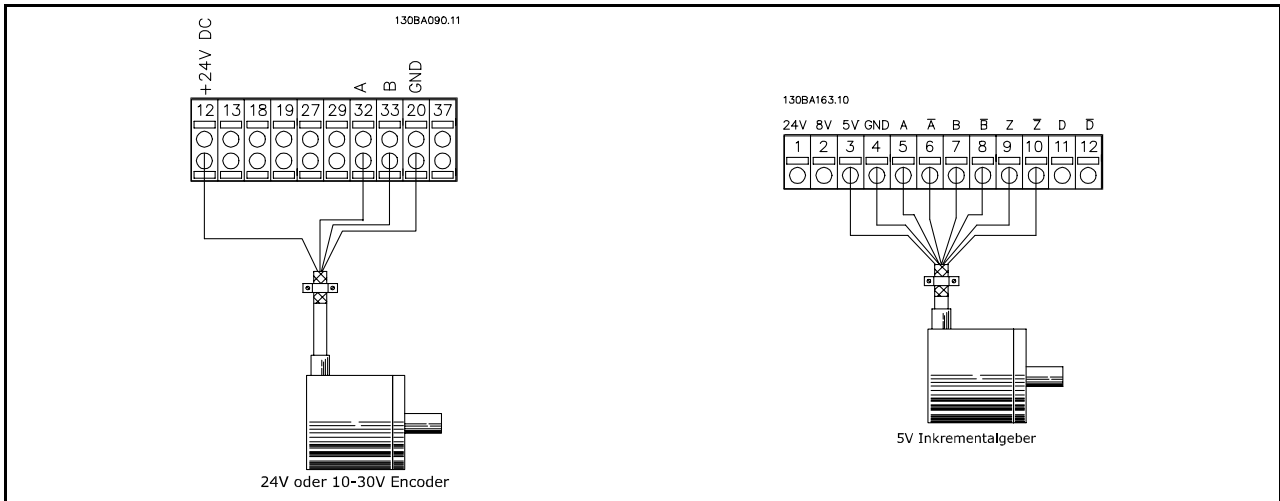 130BA090.11
+24V DC
A
B
GND
12 13 18 19 27 29 32 33 20 37
24V oder 10-30V Encoder
130BA163.10
24V 8V 5V GND A A̅ B B̅ Z Z̅ D D̅
1 2 3 4 5 6 7 8 9 10 11 12
5V Inkrementalgeber